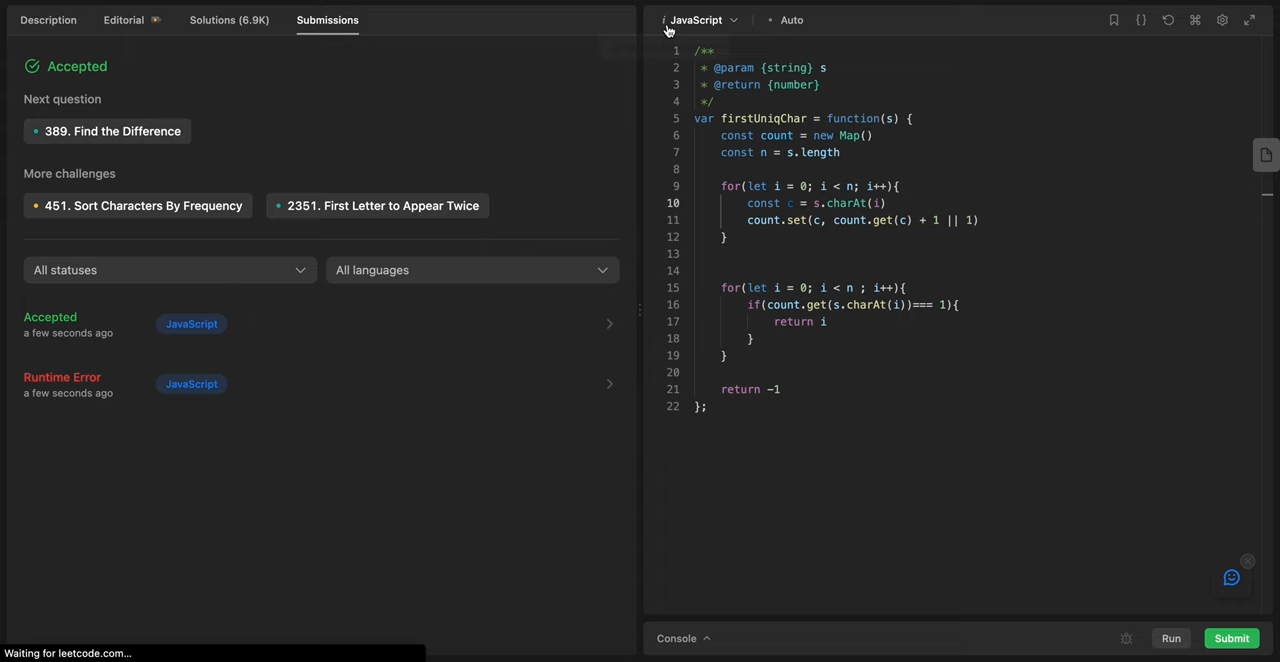 Description Editorial Solutions (6.9K) Submissions
Accepted
Next question
389. Find the Difference
More challenges
451. Sort Characters By Frequency 2351. First Letter to Appear Twice
All statuses All languages
Accepted
a few seconds ago
JavaScript
Runtime Error
a few seconds ago
JavaScript
Waiting for leetcode.com...
i JavaScript • Auto
1 /**
2 * @param {string} s
3 * @return {number}
4 */
5 var firstUniqChar = function(s) {
6 const count = new Map()
7 const n = s.length
8
9 for(let i = 0; i < n; i++){
10 const c = s.charAt(i)
11 count.set(c, count.get(c) + 1 || 1)
12 }
13
14
15 for(let i = 0; i < n ; i++){
16 if(count.get(s.charAt(i))=== 1){
17 return i
18 }
19 }
20
21 return -1
22 };
Console Run Submit